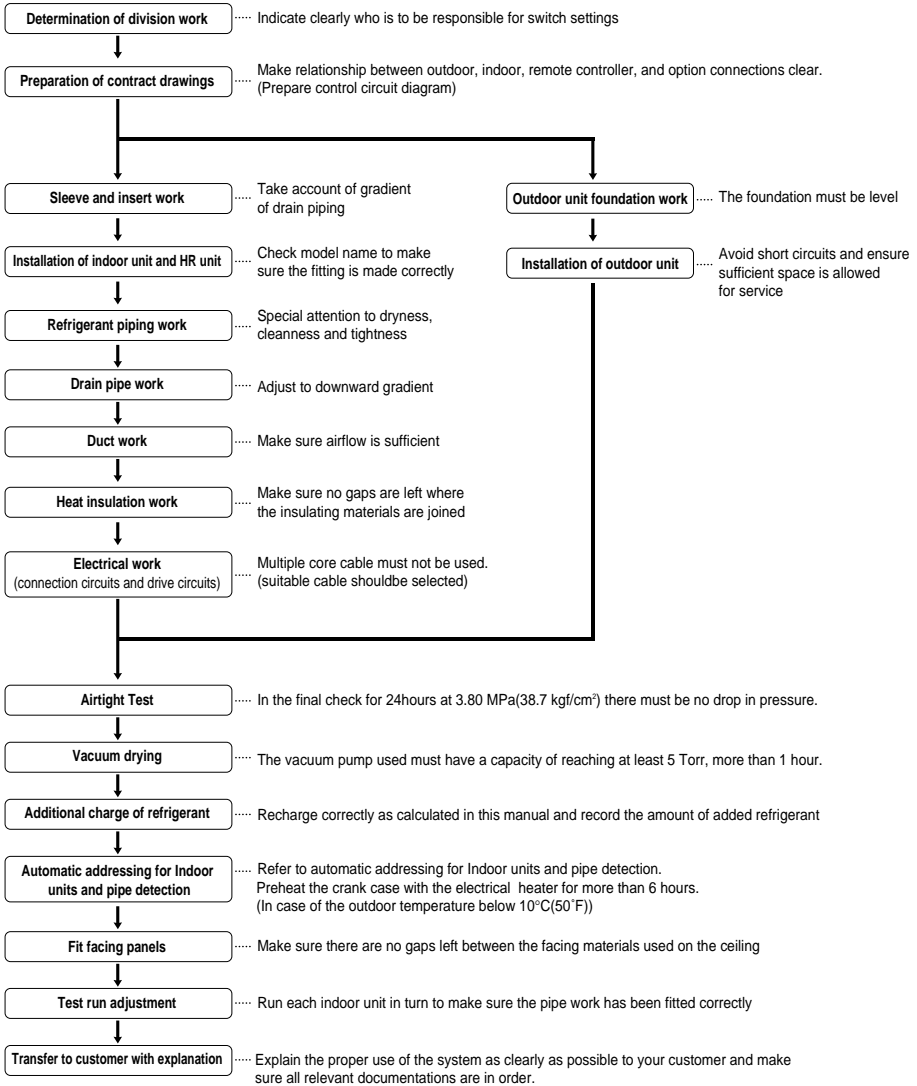 Determination of division work
Indicate clearly who is to be responsible for switch settings
Preparation of contract drawings
Make relationship between outdoor, indoor, remote controller, and option connections clear.
(Prepare control circuit diagram)
Sleeve and insert work
Take account of gradient
of drain piping
Outdoor unit foundation work
The foundation must be level
Installation of indoor unit and HR unit
Check model name to make
sure the fitting is made correctly
Installation of outdoor unit
Avoid short circuits and ensure
sufficient space is allowed
for service
Refrigerant piping work
Special attention to dryness,
cleanness and tightness
Drain pipe work
Adjust to downward gradient
Duct work
Make sure airflow is sufficient
Heat insulation work
Make sure no gaps are left where
the insulating materials are joined
Electrical work
(connection circuits and drive circuits)
Multiple core cable must not be used.
(suitable cable shouldbe selected)
Airtight Test
In the final check for 24hours at 3.80 MPa(38.7 kgf/cm²) there must be no drop in pressure.
Vacuum drying
The vacuum pump used must have a capacity of reaching at least 5 Torr, more than 1 hour.
Additional charge of refrigerant
Recharge correctly as calculated in this manual and record the amount of added refrigerant
Automatic addressing for Indoor
units and pipe detection
Refer to automatic addressing for Indoor units and pipe detection.
Preheat the crank case with the electrical heater for more than 6 hours.
(In case of the outdoor temperature below 10°C(50˚F))
Fit facing panels
Make sure there are no gaps left between the facing materials used on the ceiling
Test run adjustment
Run each indoor unit in turn to make sure the pipe work has been fitted correctly
Transfer to customer with explanation
Explain the proper use of the system as clearly as possible to your customer and make
sure all relevant documentations are in order.